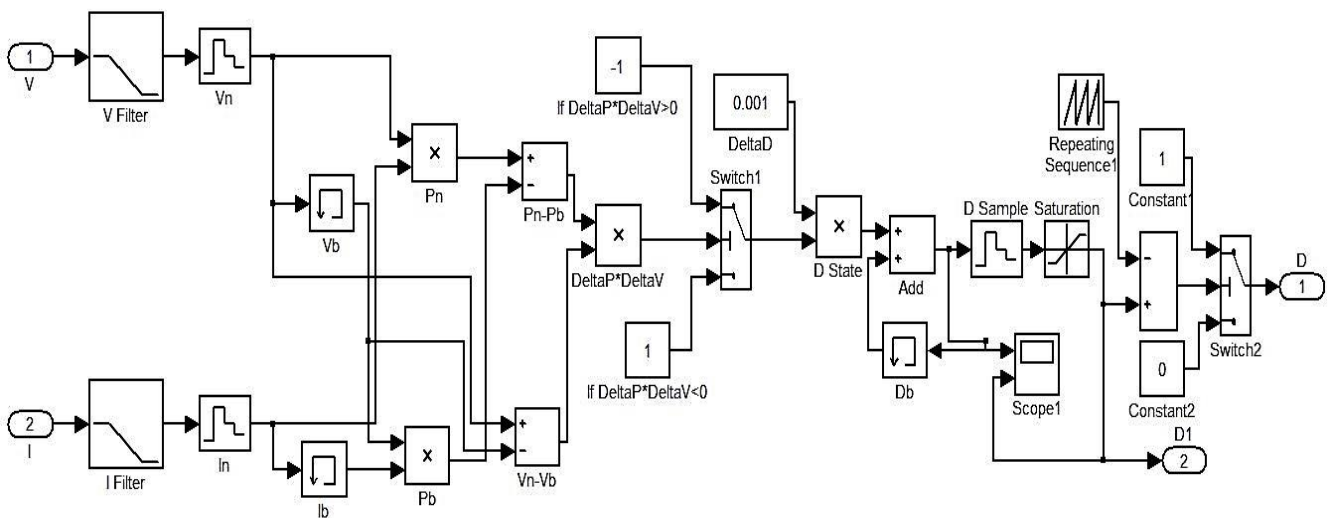 1
V
V Filter
Vn
-1
If DeltaP*DeltaV>0
0.001
DeltaD
Repeating
Sequence1
1
Constant1
×
Pn
Vb
+
−
Pn-Pb
×
DeltaP*DeltaV
Switch1
×
D State
+
+
Add
D Sample
Saturation
−
+
D
1
Switch2
1
If DeltaP*DeltaV<0
Db
Scope1
0
Constant2
D1
2
2
I
I Filter
In
Ib
×
Pb
+
−
Vn-Vb